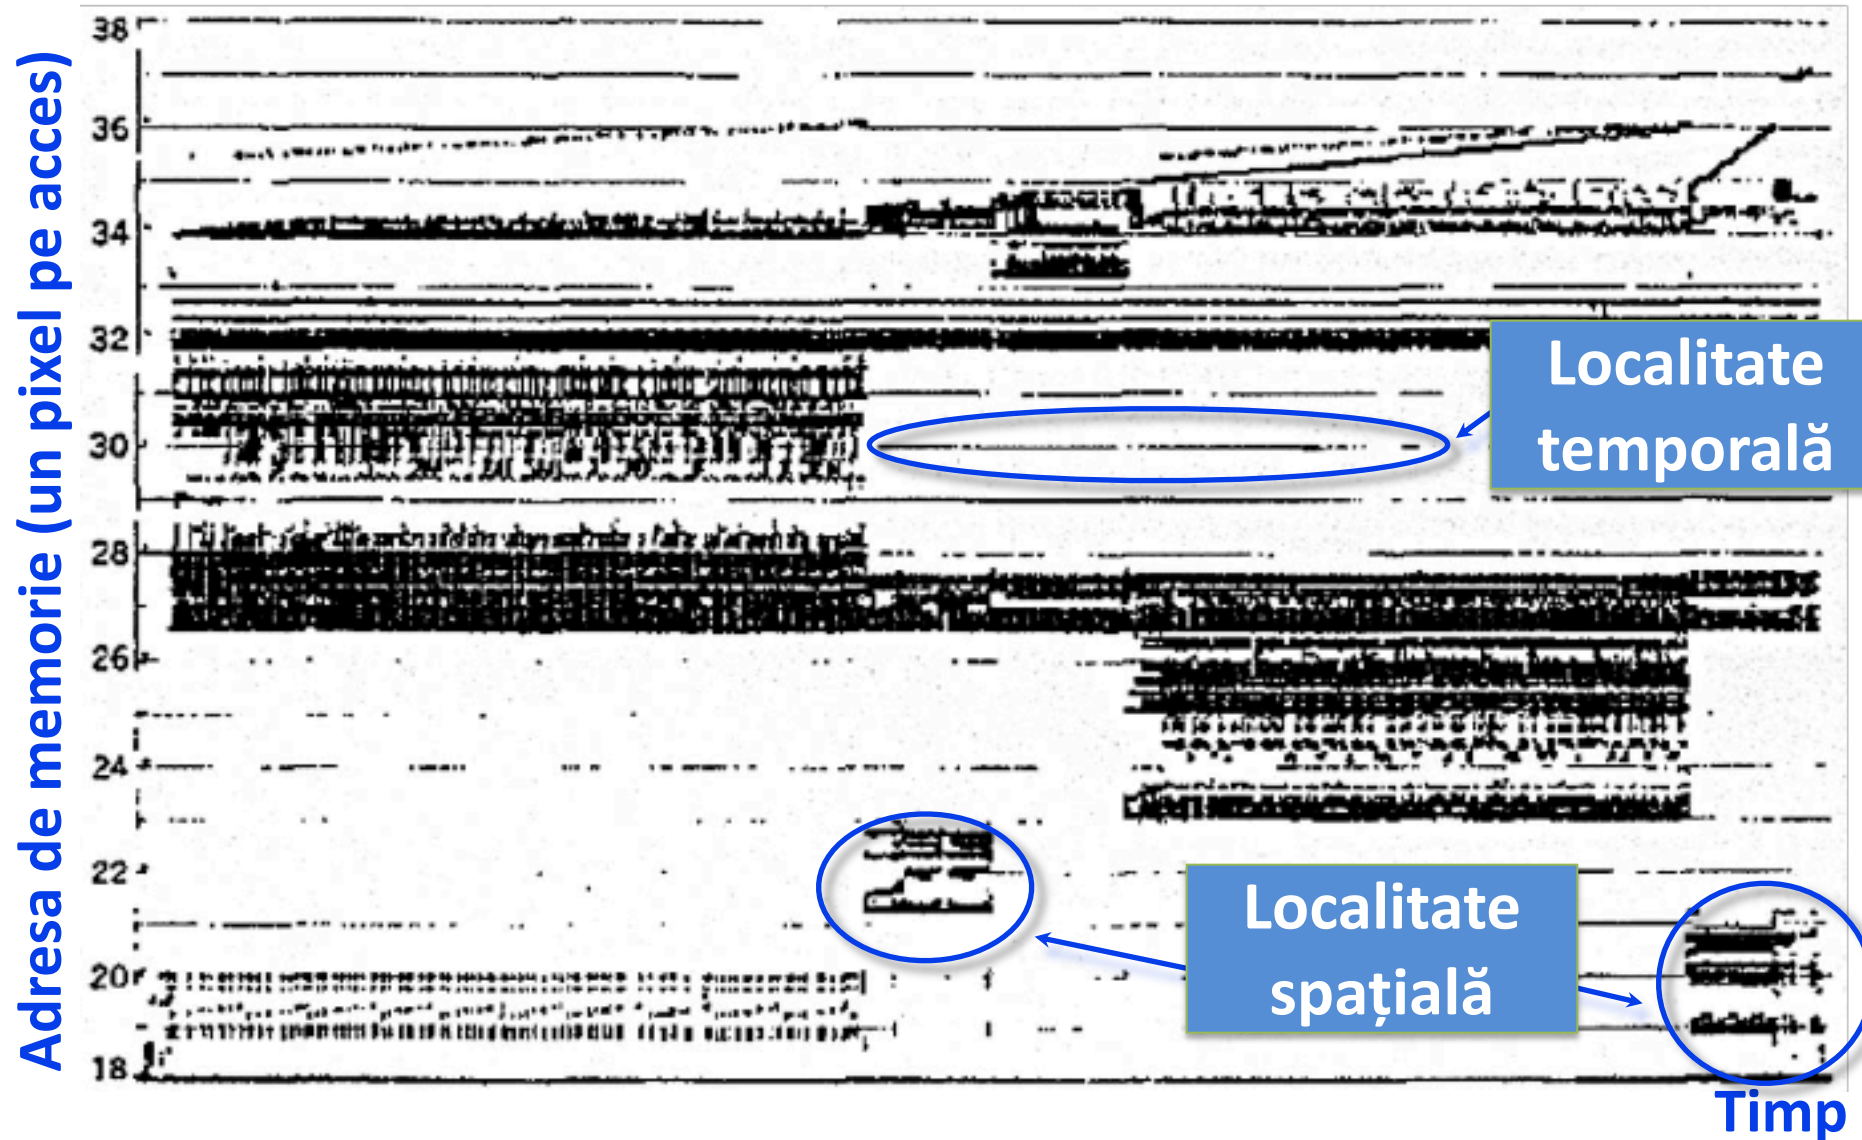 Adresa de memorie (un pixel pe acces)
38
36
34
32
30
28
26
24
22
20
18
Localitate
temporală
Localitate
spațială
Timp